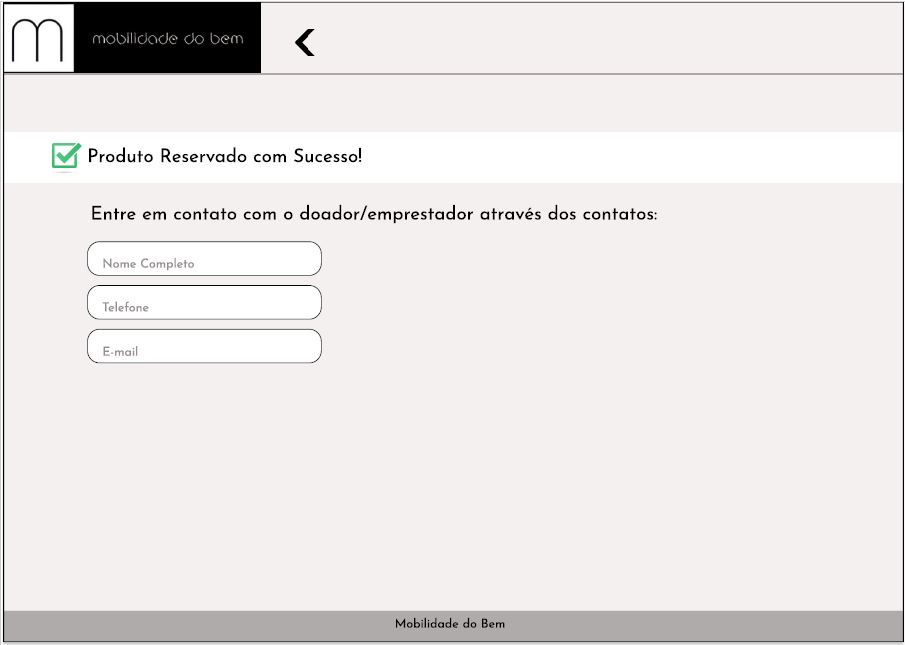 m
mobilidade do bem
Produto Reservado com Sucesso!
Entre em contato com o doador/emprestador através dos contatos:
Nome Completo
Telefone
E-mail
Mobilidade do Bem